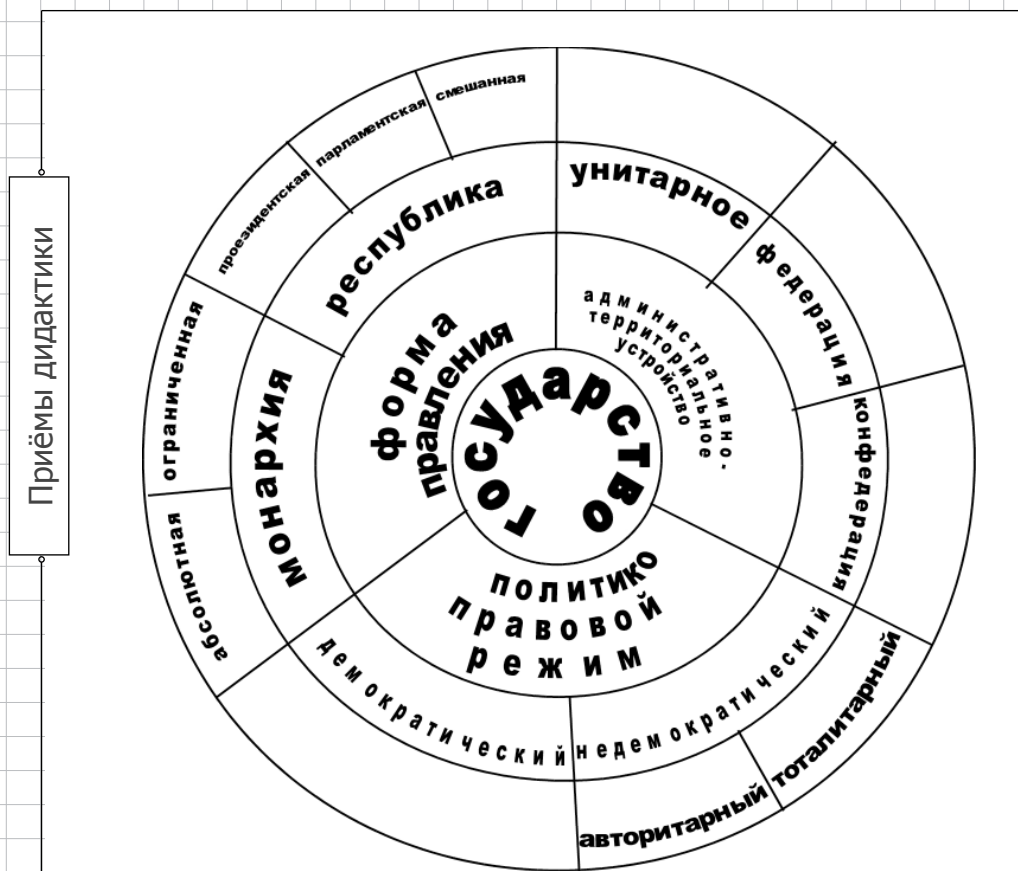 Приёмы дидактики
государство
форма
правления
республика
проезидентская
парламентская
смешанная
монархия
ограниченная
абсолютная
административно-
территориальное
устройство
унитарное
федерация
конфедерация
политико
правовой
режим
демократический
недемократический
авторитарный
тоталитарный